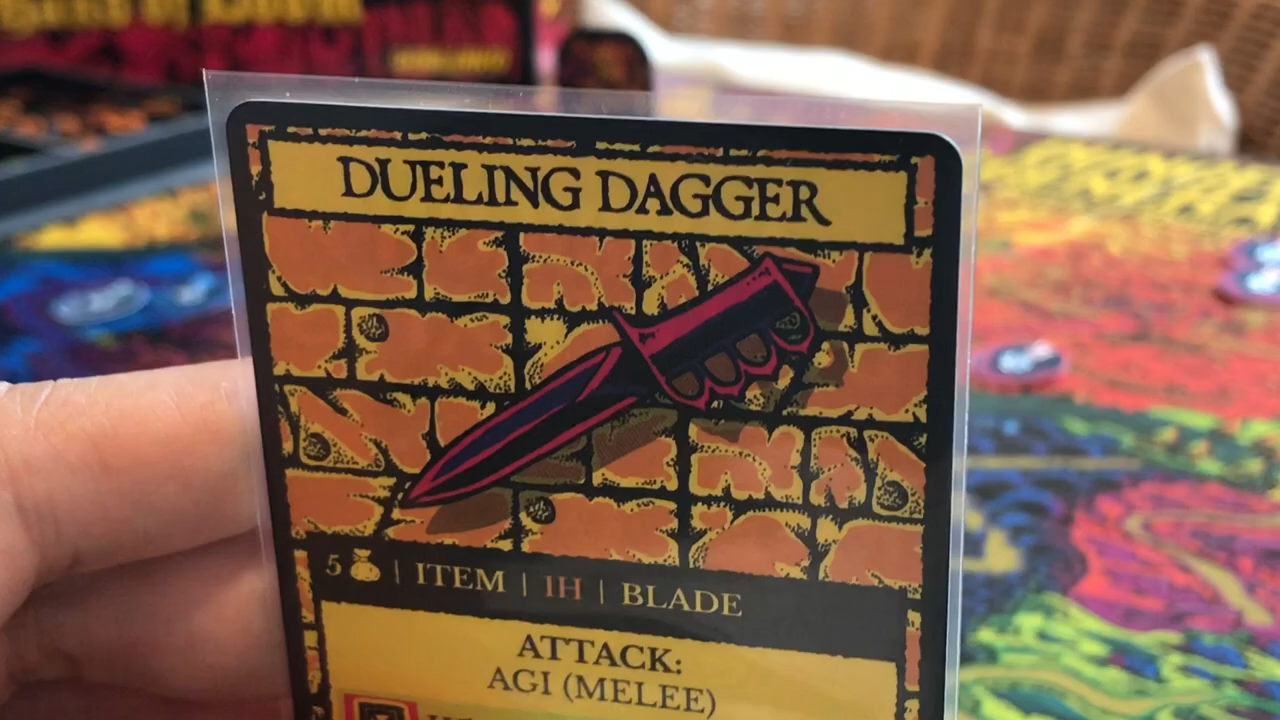 DUELING DAGGER
5 | ITEM | 1H | BLADE
ATTACK:
AGI (MELEE)